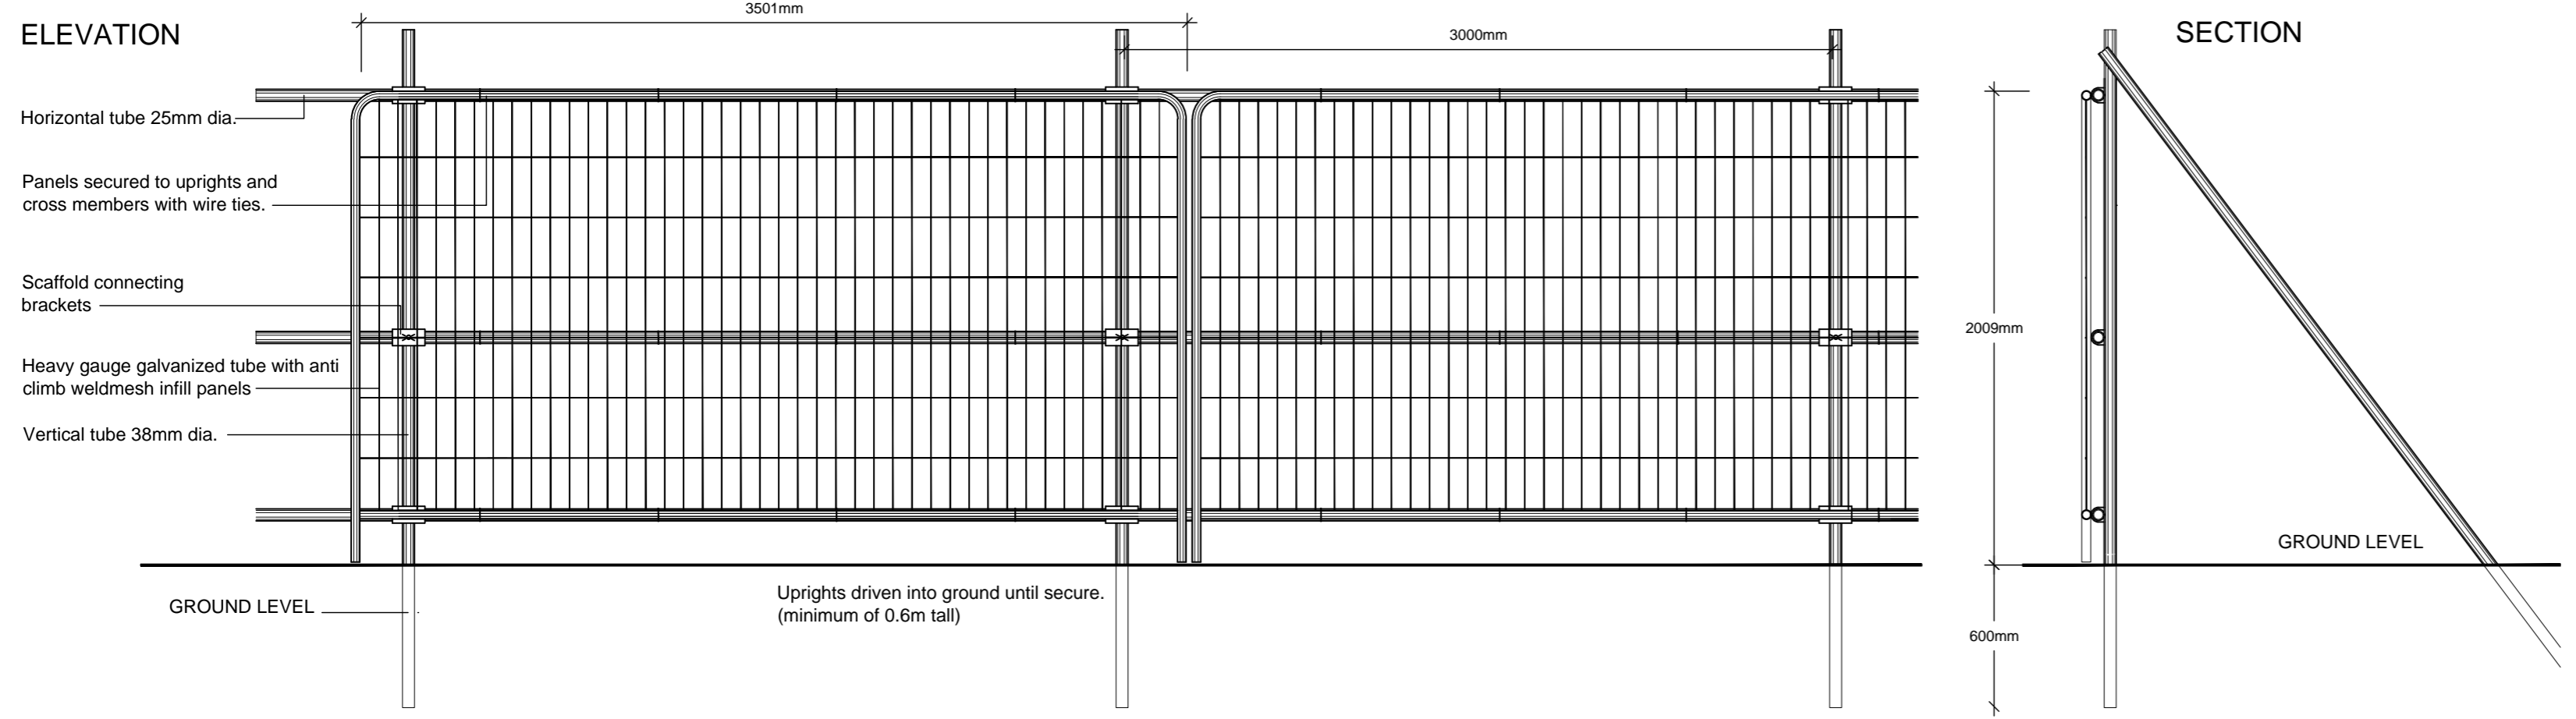 ELEVATION
3501mm
3000mm
SECTION
Horizontal tube 25mm dia.
Panels secured to uprights and
cross members with wire ties.
Scaffold connecting
brackets
Heavy gauge galvanized tube with anti
climb weldmesh infill panels
Vertical tube 38mm dia.
GROUND LEVEL
Uprights driven into ground until secure.
(minimum of 0.6m tall)
2009mm
GROUND LEVEL
600mm